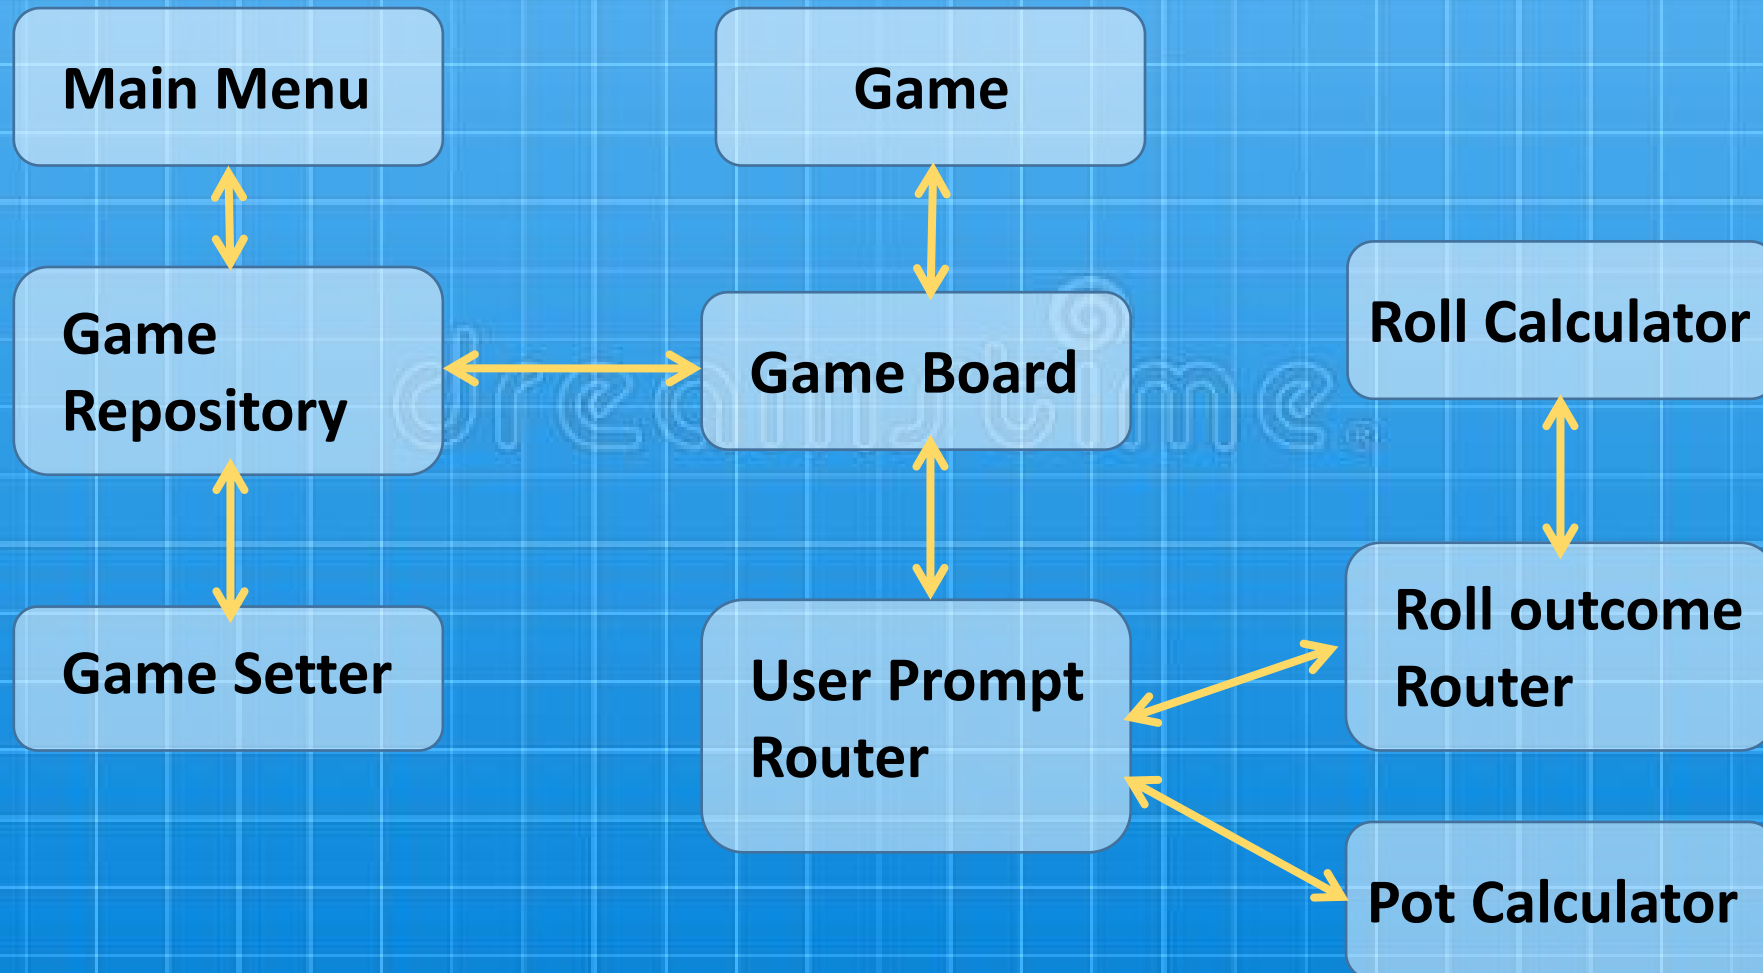 Main Menu
Game
Game
Repository
Game Board
Roll Calculator
Game Setter
User Prompt
Router
Roll outcome
Router
Pot Calculator
dreamstime.